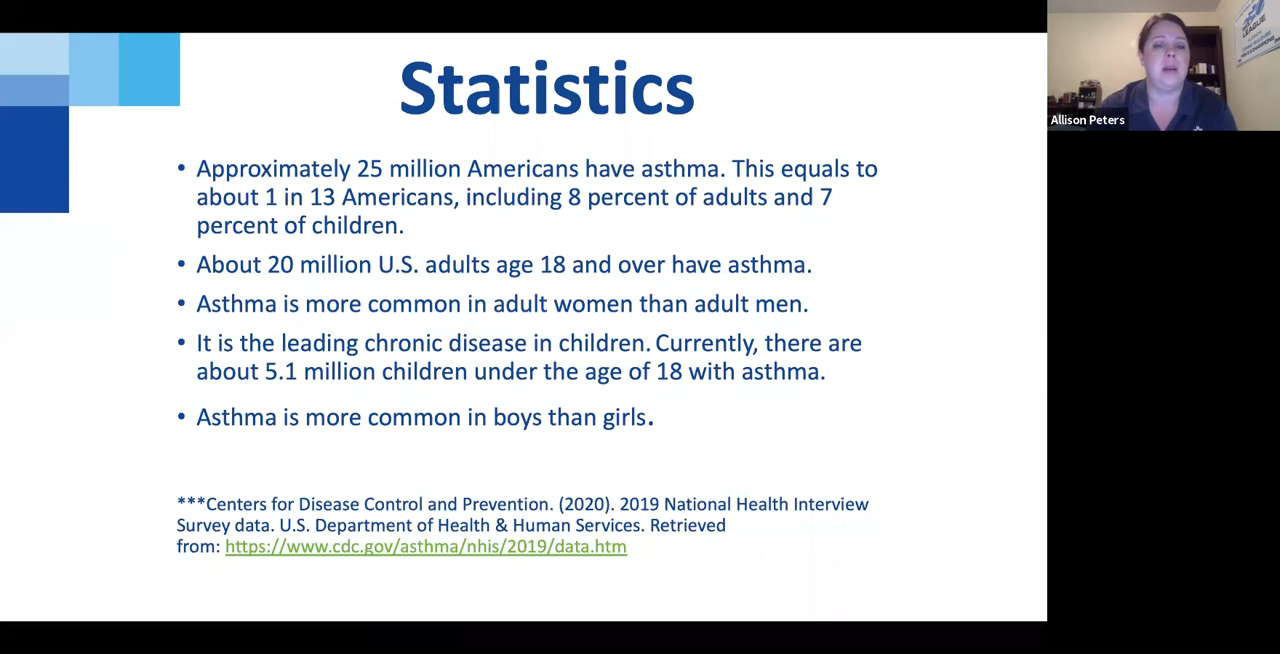 Statistics
• Approximately 25 million Americans have asthma. This equals to
about 1 in 13 Americans, including 8 percent of adults and 7
percent of children.
• About 20 million U.S. adults age 18 and over have asthma.
• Asthma is more common in adult women than adult men.
• It is the leading chronic disease in children. Currently, there are
about 5.1 million children under the age of 18 with asthma.
• Asthma is more common in boys than girls.
***Centers for Disease Control and Prevention. (2020). 2019 National Health Interview
Survey data. U.S. Department of Health & Human Services. Retrieved
from: https://www.cdc.gov/asthma/nhis/2019/data.htm
LEAGUE
Allison Peters